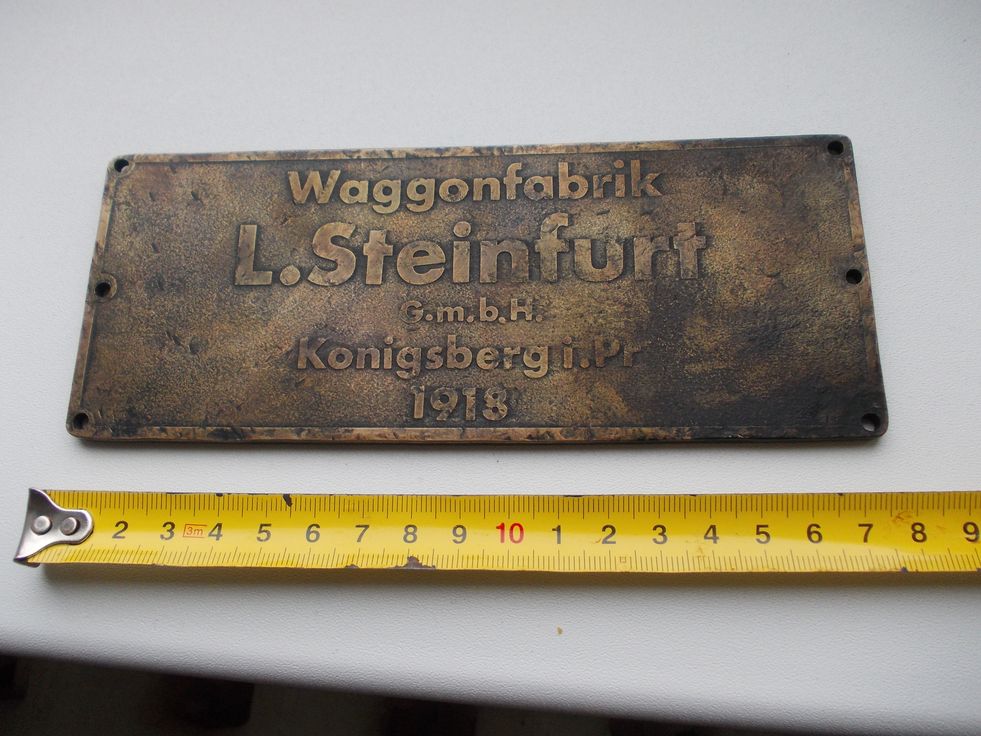 Waggonfabrik
L.Steinfurt
G.m.b.H.
Konigsberg i.Pr
1918
2 3 3m 4 5 6 7 8 9 10 1 2 3 4 5 6 7 8 9